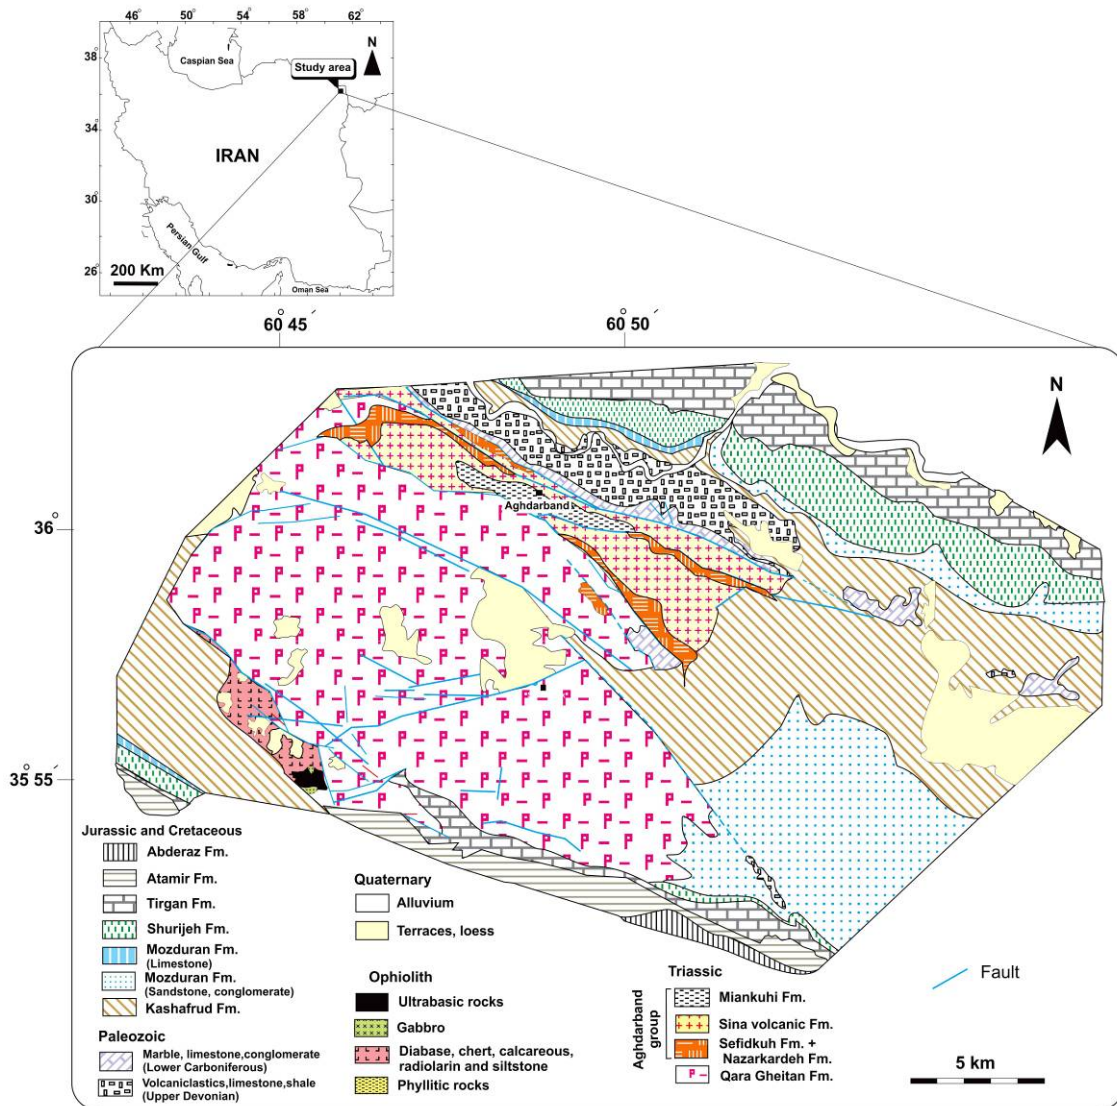 46° 50° 54° 58° 62°
38°
34°
30°
26°
Caspian Sea
Study area
N
IRAN
Persian Gulf
200 Km
Oman Sea
60° 45´
60° 50´
N
36°
Aghdarband
35° 55´
Jurassic and Cretaceous
Abderaz Fm.
Atamir Fm.
Tirgan Fm.
Shurijeh Fm.
Mozduran Fm.
(Limestone)
Mozduran Fm.
(Sandstone, conglomerate)
Kashafrud Fm.
Paleozoic
Marble, limestone,conglomerate
(Lower Carboniferous)
Volcaniclastics,limestone,shale
(Upper Devonian)
Quaternary
Alluvium
Terraces, loess
Ophiolith
Ultrabasic rocks
Gabbro
Diabase, chert, calcareous,
radiolarin and siltstone
Phyllitic rocks
Triassic
Aghdarband
group
Miankuhi Fm.
Sina volcanic Fm.
Sefidkuh Fm. +
Nazarkardeh Fm.
Qara Gheitan Fm.
Fault
5 km